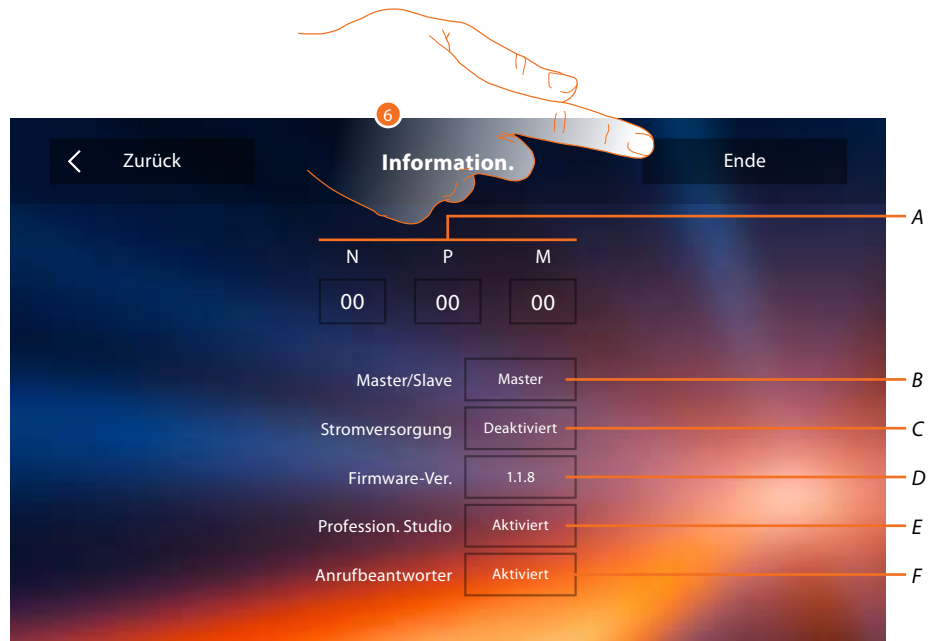 6
Zurück
Information.
Ende
A
N P M
00 00 00
Master/Slave Master B
Stromversorgung Deaktiviert C
Firmware-Ver. 1.1.8 D
Profession. Studio Aktiviert E
Anrufbeantworter Aktiviert F